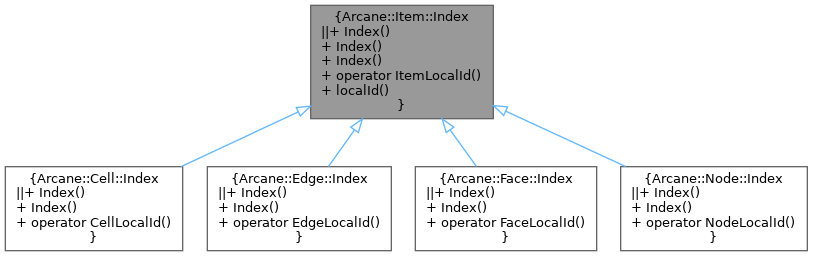 {Arcane::Item::Index
||+ Index()
+ Index()
+ Index()
+ operator ItemLocalId()
+ localId()
}
{Arcane::Cell::Index
||+ Index()
+ Index()
+ operator CellLocalId()
}
{Arcane::Edge::Index
||+ Index()
+ Index()
+ operator EdgeLocalId()
}
{Arcane::Face::Index
||+ Index()
+ Index()
+ operator FaceLocalId()
}
{Arcane::Node::Index
||+ Index()
+ Index()
+ operator NodeLocalId()
}